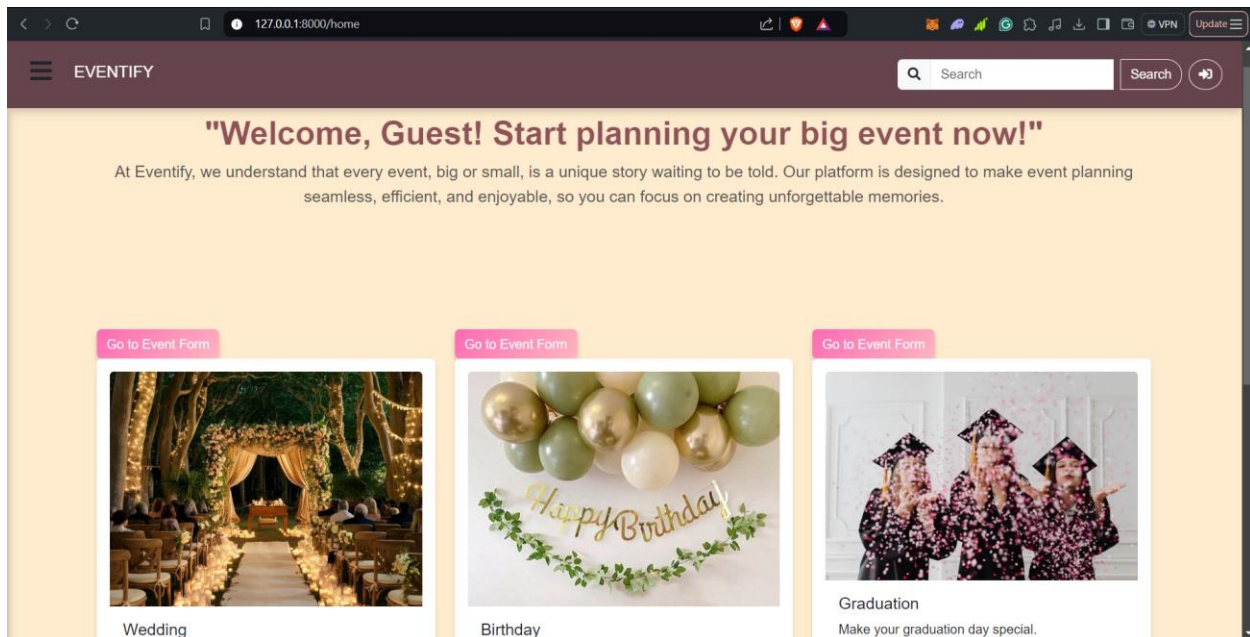 127.0.0.1:8000/home
VPN
Update
EVENTIFY
Search
Search
"Welcome, Guest! Start planning your big event now!"
At Eventify, we understand that every event, big or small, is a unique story waiting to be told. Our platform is designed to make event planning
seamless, efficient, and enjoyable, so you can focus on creating unforgettable memories.
Go to Event Form
Go to Event Form
Go to Event Form
Happy Birthday
Wedding
Birthday
Graduation
Make your graduation day special.